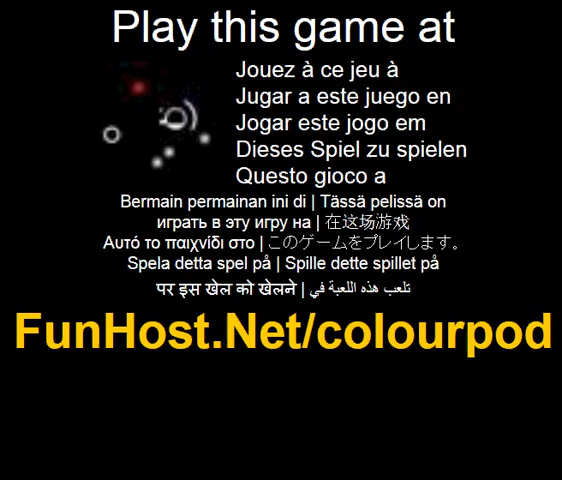 Play this game at
Jouez à ce jeu à
Jugar a este juego en
Jogar este jogo em
Dieses Spiel zu spielen
Questo gioco a
Bermain permainan ini di | Tässä pelissä on
играть в эту игру на | 在这场游戏
Αυτό το παιχνίδι στο | このゲームをプレイします。
Spela detta spel på | Spille dette spillet på
पर इस खेल को खेलने | تلعب هذه اللعبة في
FunHost.Net/colourpod